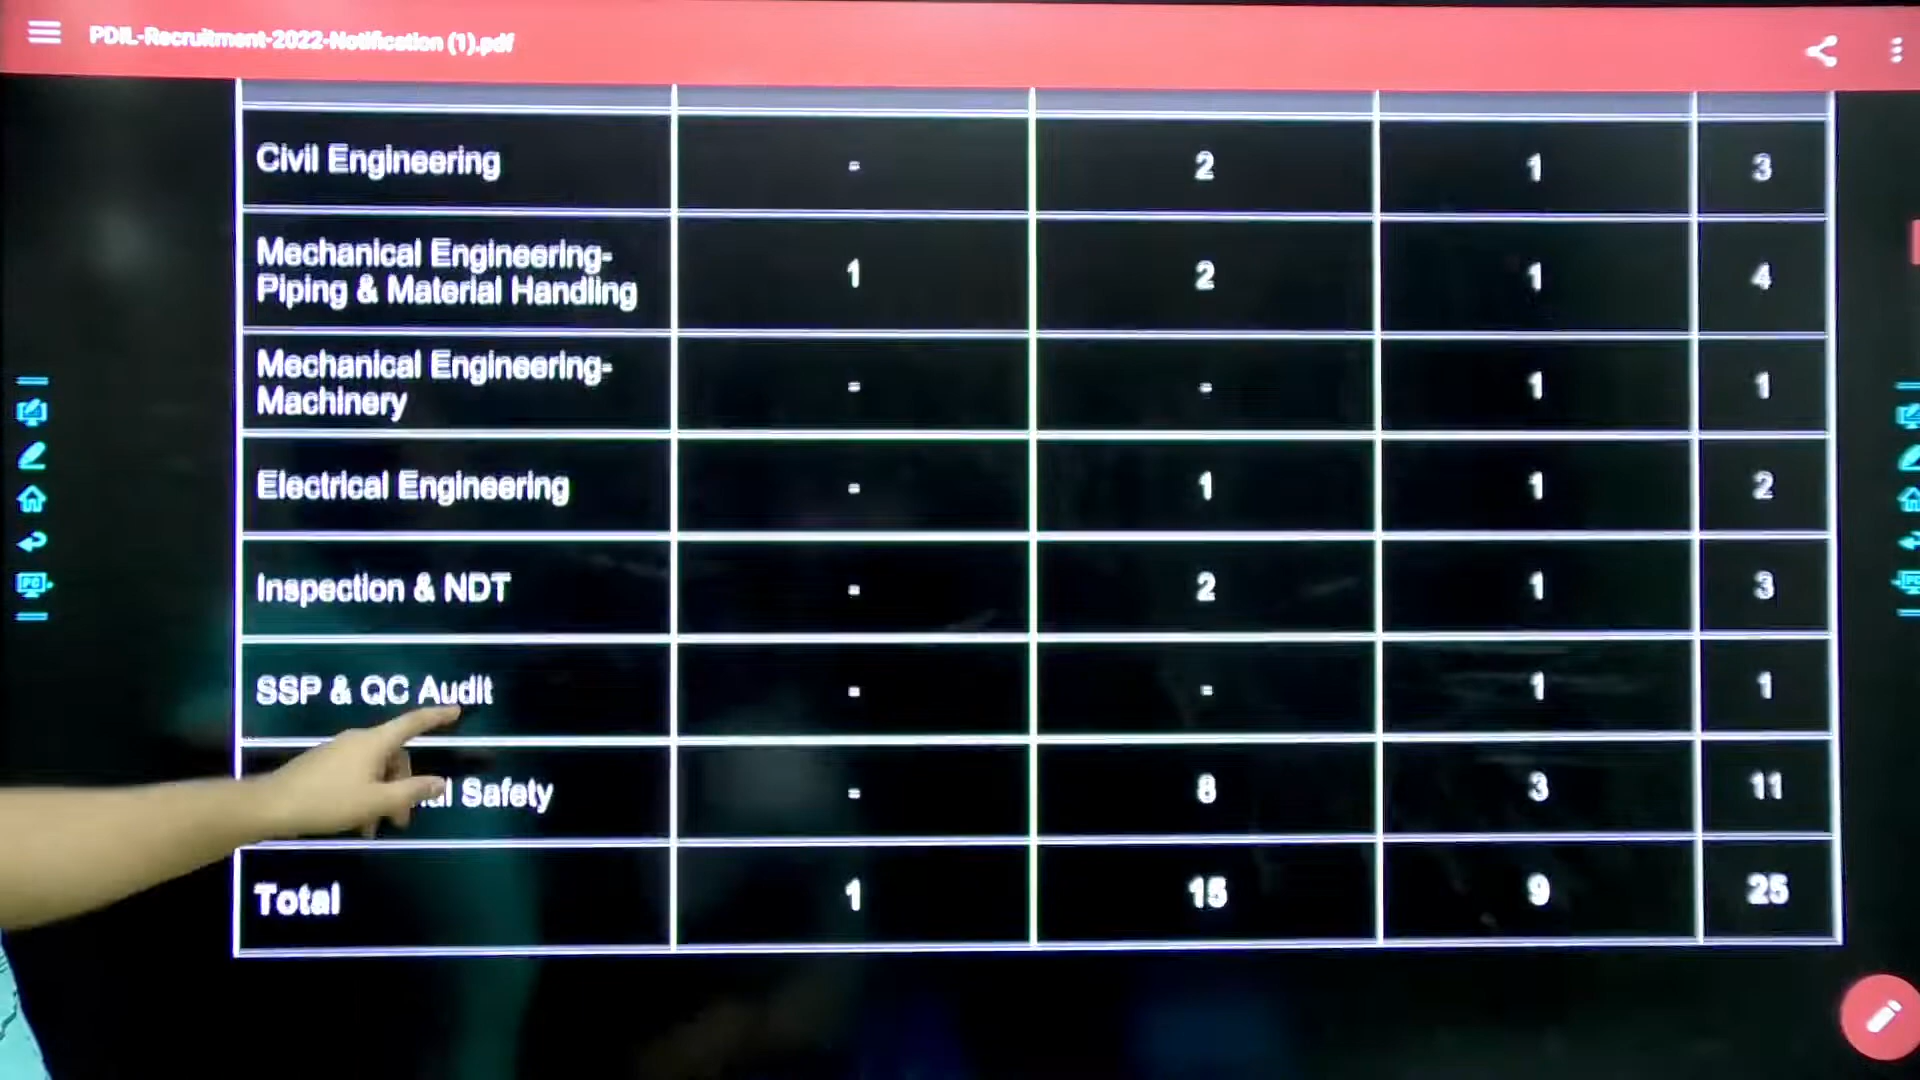 PDIL-Recruitment-2022-Notification (1).pdf
Civil Engineering - 2 1 3
Mechanical Engineering-
Piping & Material Handling 1 2 1 4
Mechanical Engineering-
Machinery - - 1 1
Electrical Engineering - 1 1 2
Inspection & NDT - 2 1 3
SSP & QC Audit - - 1 1
Safety - 8 3 11
Total 1 15 9 25
PC